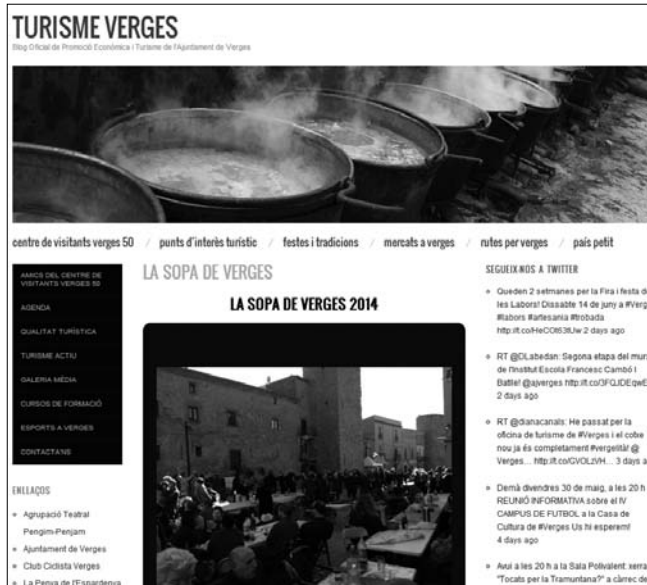 TURISME VERGES
Blog Oficial de Promoció Econòmica i Turisme de l'Ajuntament de Verges
centre de visitants verges 50 / punts d'interès turístic / festes i tradicions / mercats a verges / rutes per verges / país petit
AMICS DEL CENTRE DE
VISITANTS VERGES 50
AGENDA
QUALITAT TURÍSTICA
TURISME ACTIU
GALERIA MÈDIA
CURSOS DE FORMACIÓ
ESPORTS A VERGES
CONTACTA'NS
ENLLAÇOS
Agrupació Teatral
Pengim-Penjam
Ajuntament de Verges
Club Ciclista Verges
La Penya de l'Espardenya
LA SOPA DE VERGES
LA SOPA DE VERGES 2014
SEGUEIX-NOS A TWITTER
Queden 2 setmanes per la Fira i festa de
les Labors! Dissabte 14 de juny a #Verg
#labors #artesania #trobada
2 days ago
RT @DLabedan: Segona etapa del mur
de l'Institut Escola Francesc Cambó I
Batlle! @ajverges
2 days ago
RT @dianacanals: He passat per la
oficina de turisme de #Verges i el cotxe
nou ja és completament #vergelità! @
Verges... 3 days a
Demà divendres 30 de maig, a les 20 h
REUNIÓ INFORMATIVA sobre el IV
CAMPUS DE FUTBOL a la Casa de
Cultura de #Verges Us hi esperem!
4 days ago
Avui a les 20 h a la Sala Polivalent: xerra
"Tocats per la Tramuntana?" a càrrec de